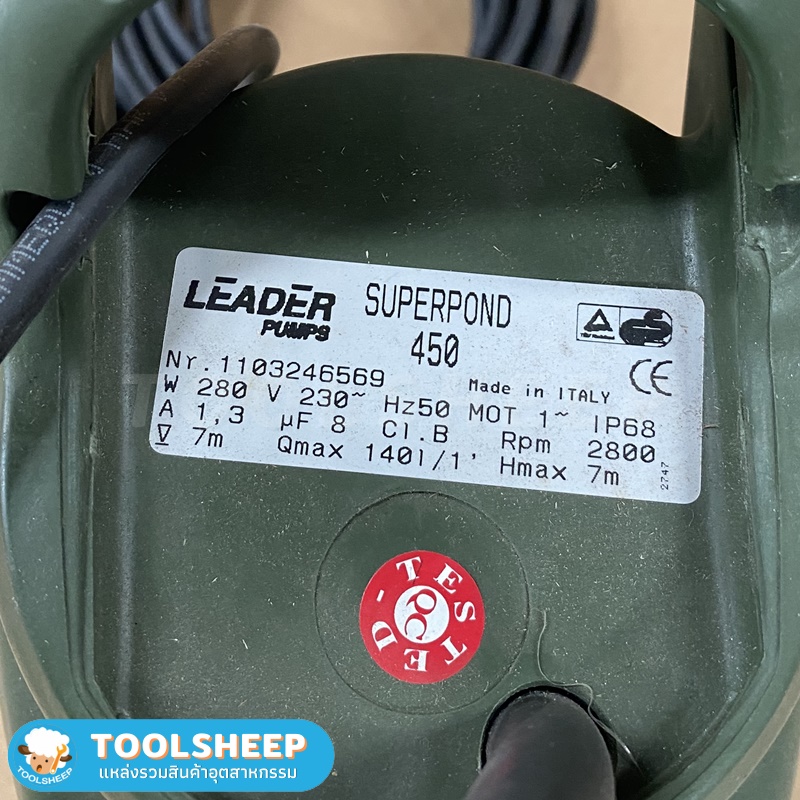 LEADER
PUMPS
SUPERPOND
450
CE
Nr.1103246569
Made in ITALY
W 280 V 230~ Hz50 MOT 1~ IP68
A 1,3 µF 8 Cl.B Rpm 2800
∇ 7m Qmax 140l/1' Hmax 7m
2747
TESTED-
QC
TOOLSHEEP
TOOLSHEEP
แหล่งรวมสินค้าอุตสาหกรรม